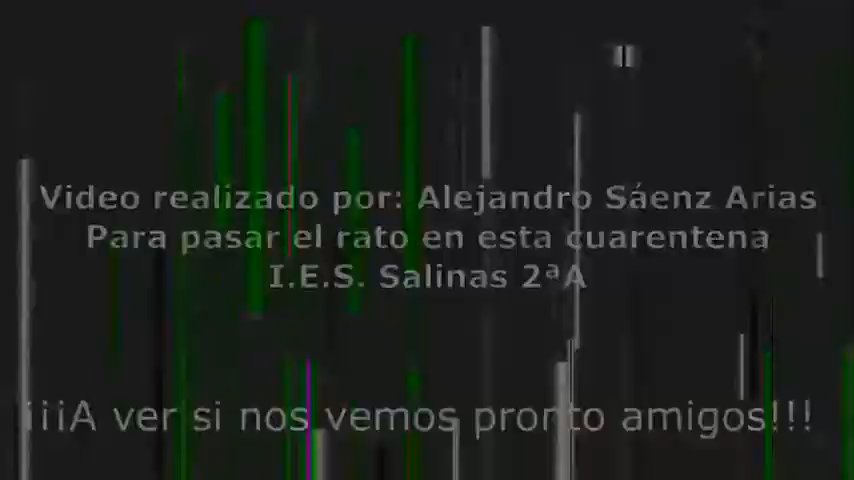 Video realizado por: Alejandro Sáenz Arias
Para pasar el rato en esta cuarentena
I.E.S. Salinas 2ªA
¡¡¡A ver si nos vemos pronto amigos!!!